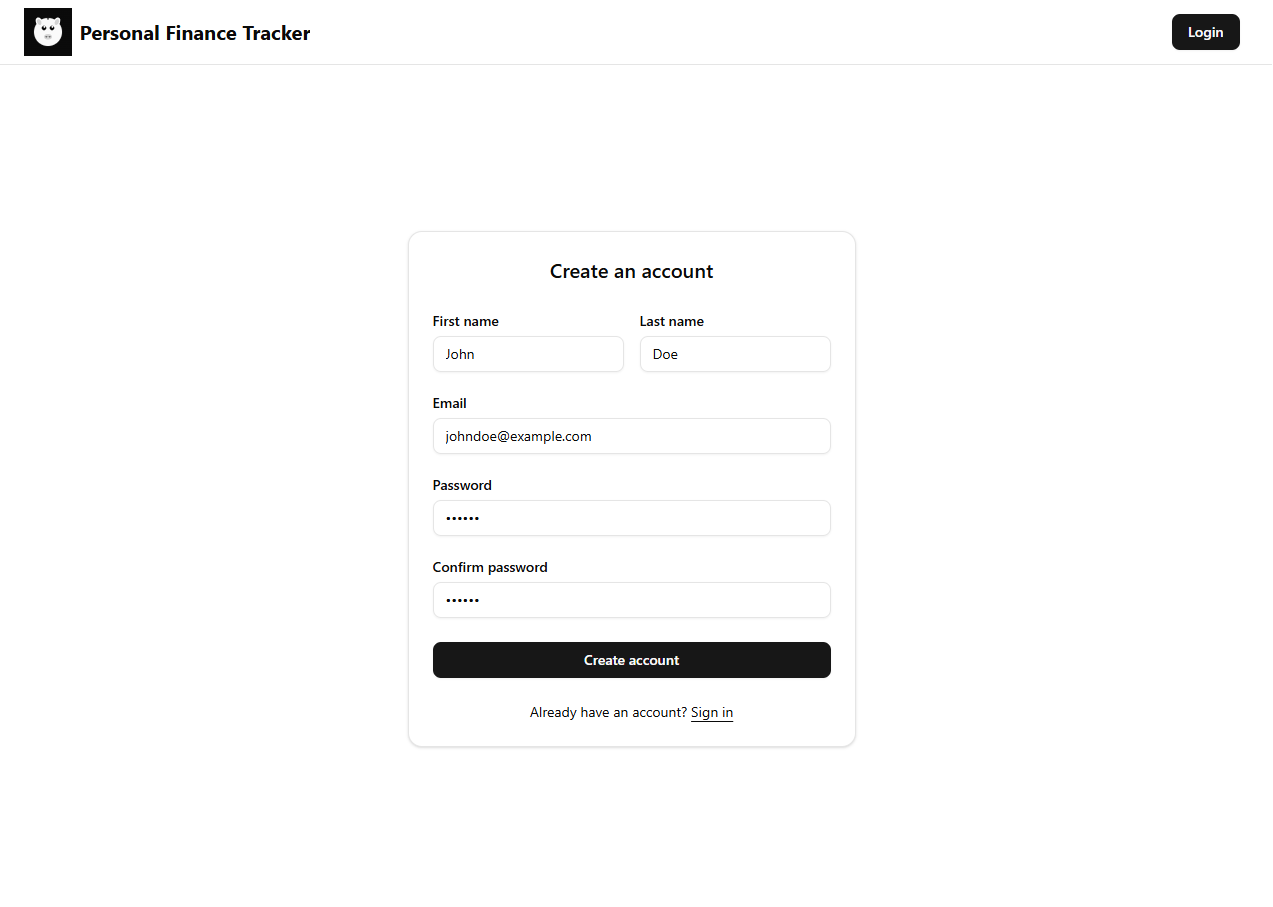 Personal Finance Tracker
Login
Create an account
First name
Last name
John
Doe
Email
johndoe@example.com
Password
••••••
Confirm password
••••••
Create account
Already have an account? Sign in